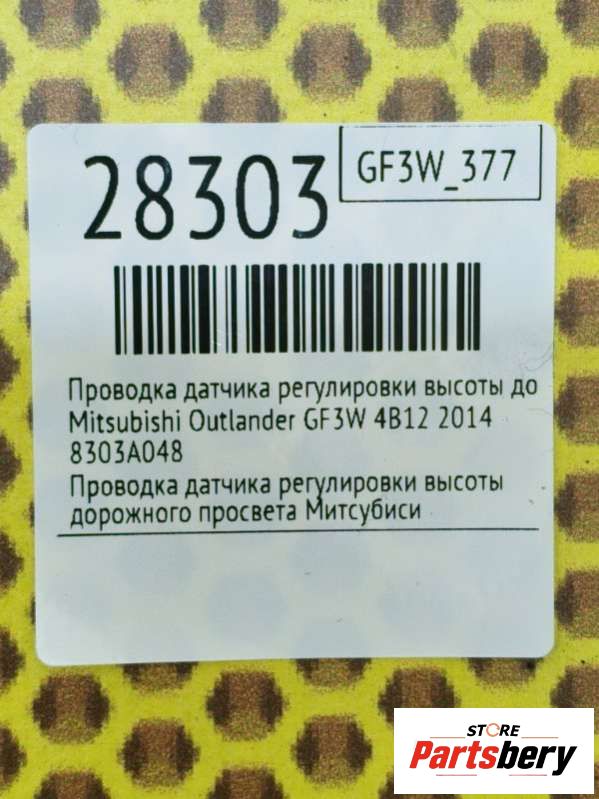 28303
GF3W_377
Проводка датчика регулировки высоты до
Mitsubishi Outlander GF3W 4B12 2014
8303A048
Проводка датчика регулировки высоты
дорожного просвета Митсубиси
STORE
Partsbery